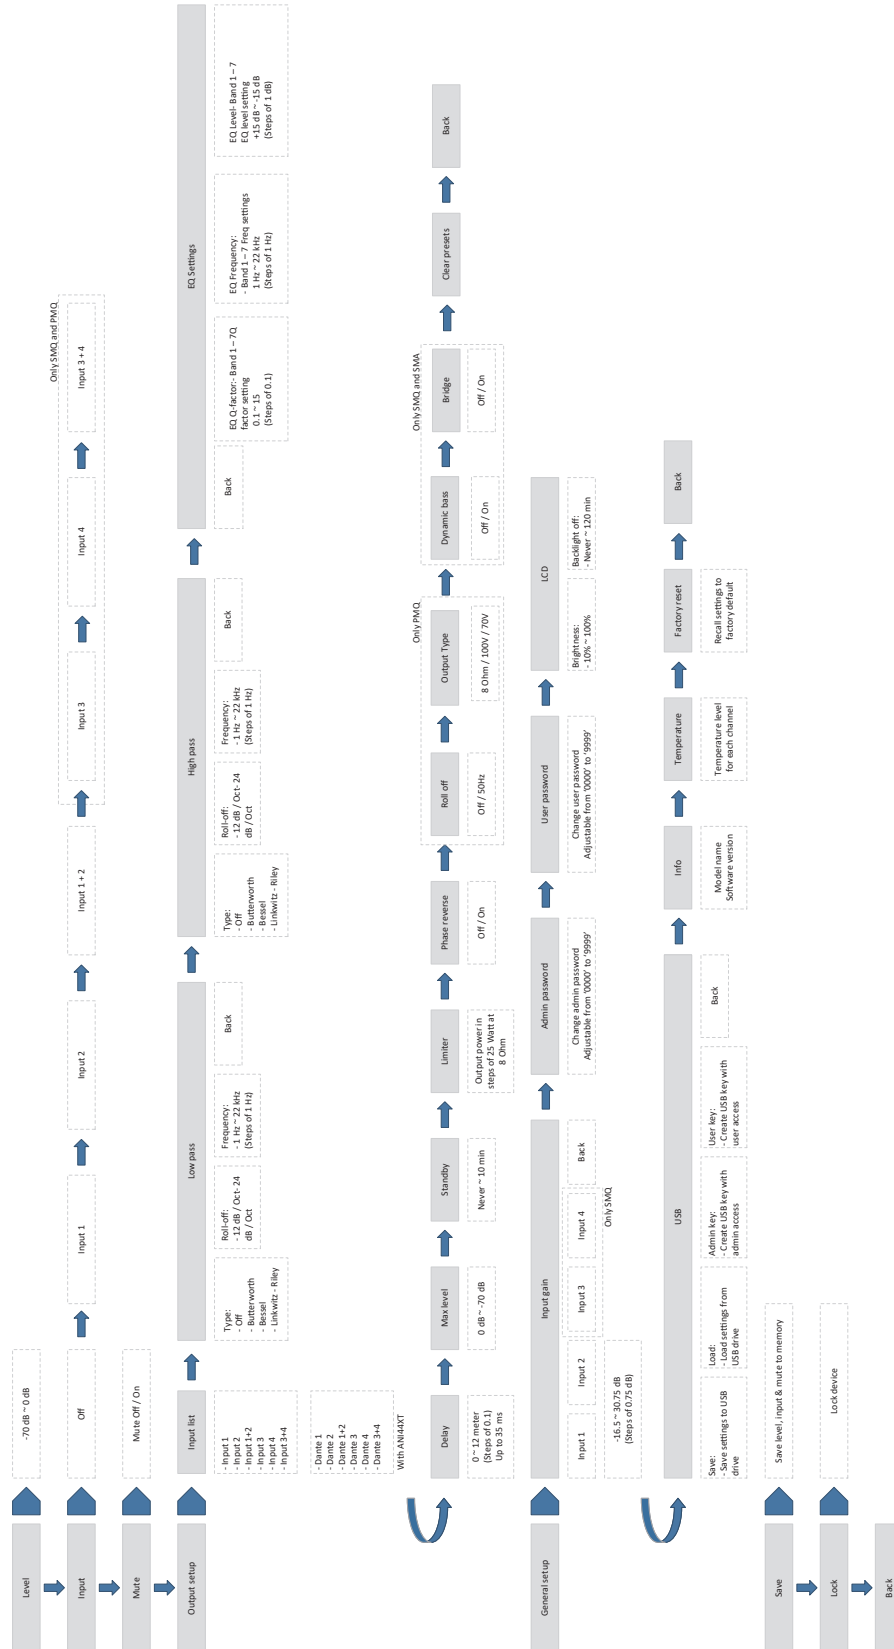 Level
-70 dB ~ 0 dB
Input
Off
Input 1
Input 2
Input 1 + 2
Only SMQ and PMQ
Input 3
Input 4
Input 3 + 4
Mute
Mute Off / On
Output setup
Input list
- Input 1
- Input 2
- Input 1+2
- Input 3
- Input 4
- Input 3+4
- Dante 1
- Dante 2
- Dante 1+2
- Dante 3
- Dante 4
- Dante 3+4
With ANI44XT
Low pass
Type:
- Off
- Butterworth
- Bessel
- Linkwitz - Riley
Roll-off:
- 12 dB / Oct- 24
dB / Oct
Frequency:
- 1 Hz ~ 22 kHz
(Steps of 1 Hz)
Back
High pass
Type:
- Off
- Butterworth
- Bessel
- Linkwitz - Riley
Roll-off:
- 12 dB / Oct- 24
dB / Oct
Frequency:
- 1 Hz ~ 22 kHz
(Steps of 1 Hz)
Back
EQ Settings
Back
EQ Q-factor:- Band 1 – 7Q
factor setting
0.1 ~ 15
(Steps of 0.1)
EQ Frequency:
- Band 1 – 7 Freq settings
1 Hz ~ 22 kHz
(Steps of 1 Hz)
EQ Level- Band 1 – 7
EQ level setting
+15 dB ~ -15 dB
(Steps of 1 dB)
Delay
0 ~ 12 meter
(Steps of 0.1)
Up to 35 ms
Max level
0 dB ~ -70 dB
Standby
Never ~ 10 min
Limiter
Output power in
steps of 25 Watt at
8 Ohm
Phase reverse
Off / On
Only PMQ
Roll off
Off / 50Hz
Output Type
8 Ohm / 100V / 70V
Only SMQ and SMA
Dynamic bass
Off / On
Bridge
Off / On
Clear presets
Back
General setup
Input gain
Input 1
Input 2
Input 3
Input 4
Back
Only SMQ
-16.5 ~ 30.75 dB
(Steps of 0.75 dB)
Admin password
Change admin password
Adjustable from ‘0000’ to ‘9999’
User password
Change user password
Adjustable from ‘0000’ to ‘9999’
LCD
Brightness:
- 10% ~ 100%
Backlight off:
- Never ~ 120 min
USB
Save:
- Save settings to USB
drive
Load:
- Load settings from
USB drive
Admin key:
- Create USB key with
admin access
User key:
- Create USB key with
user access
Back
Info
Model name
Software version
Temperature
Temperature level
for each channel
Factory reset
Recall settings to
factory default
Back
Save
Save level, input & mute to memory
Lock
Lock device
Back